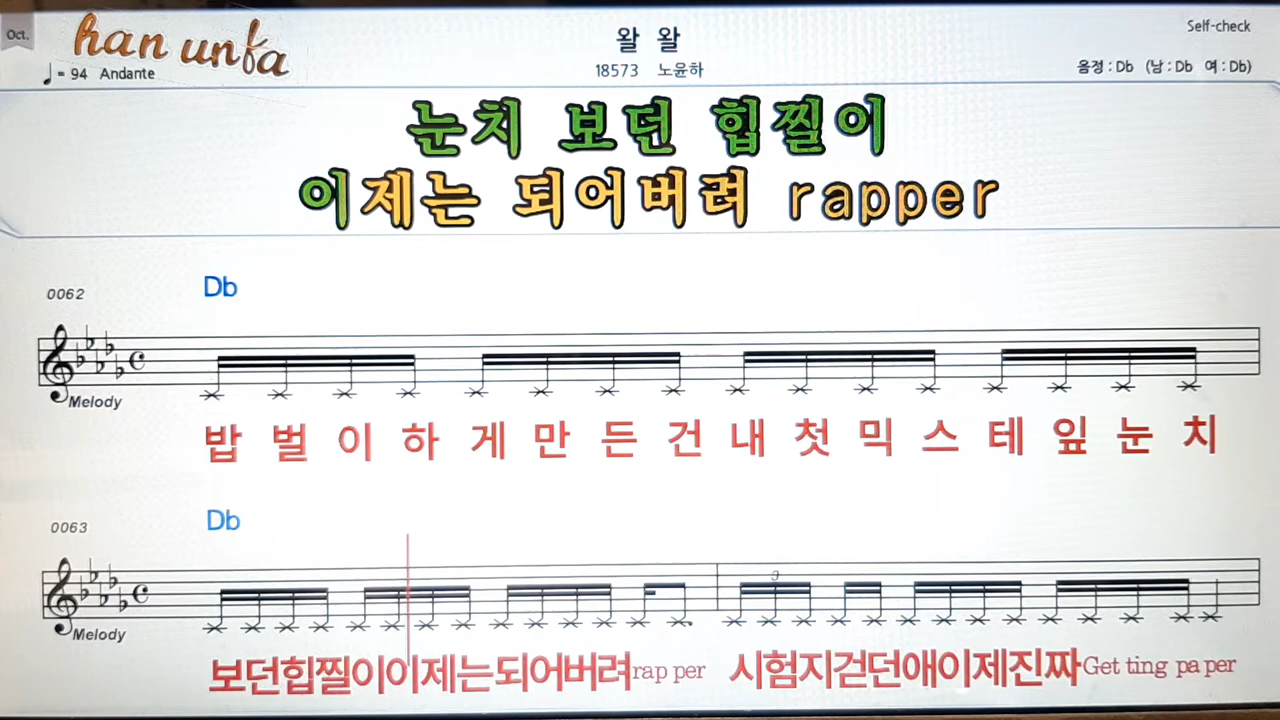 Oct.
han unfa
왈 왈
Self-check
♩= 94 Andante
18573 노윤하
음정 : Db (남 : Db 여 : Db)
눈치 보던 힙찔이
이제는 되어버려 rapper
0062
Db
Melody
밥 벌 이 하 게 만 든 건 내 첫 믹 스 테 잎 눈 치
0063
Db
3
Melody
보던힙찔이이제는되어버려rap per 시험지걷던애이제진짜Get ting pa per